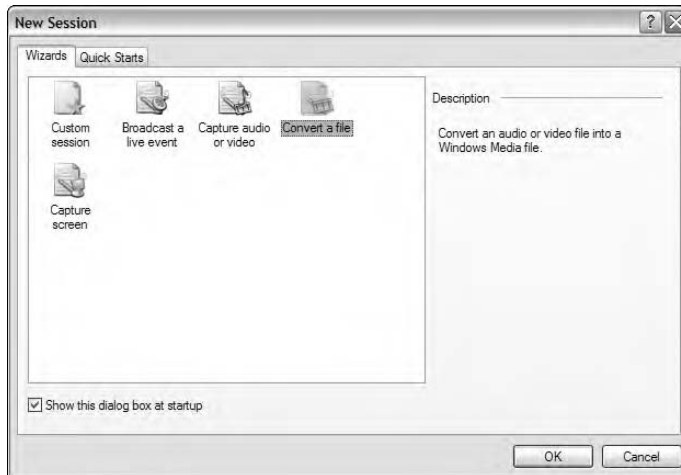 New Session
Wizards
Quick Starts
Custom
session
Broadcast a
live event
Capture audio
or video
Convert a file
Capture
screen
Description
Convert an audio or video file into a
Windows Media file.
Show this dialog box at startup
OK
Cancel